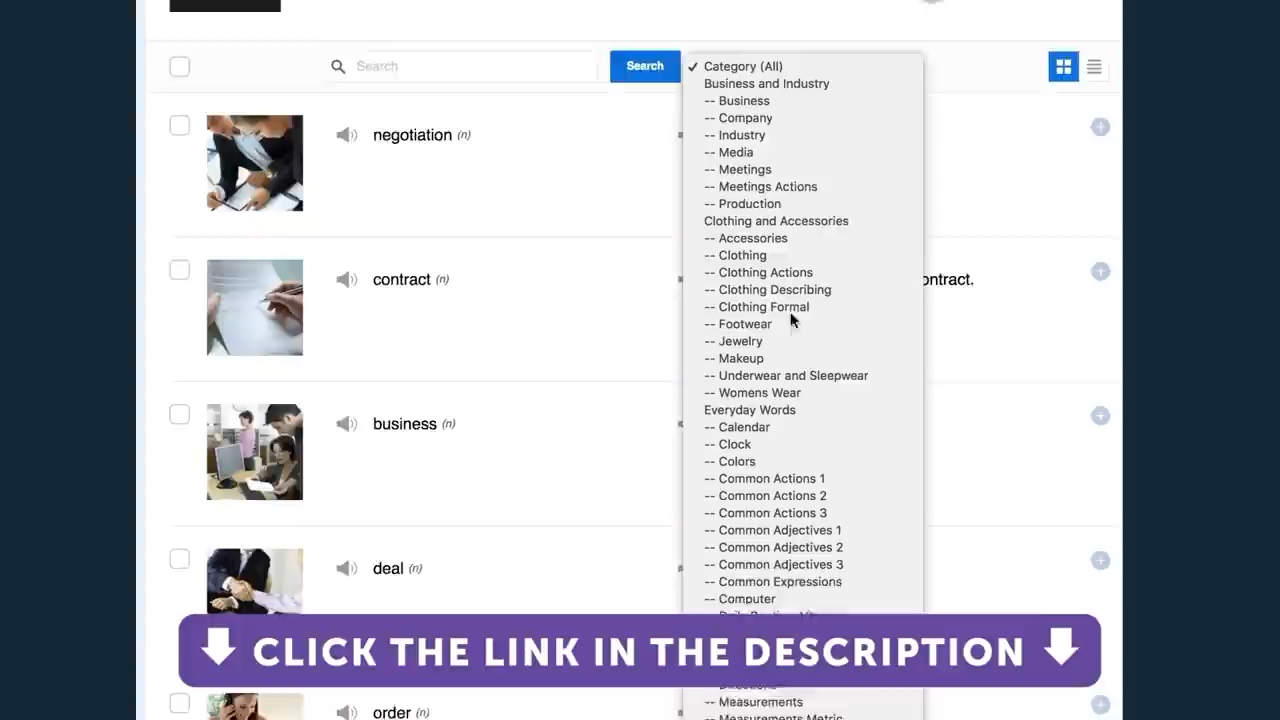 Search
Search
✓ Category (All)
Business and Industry
-- Business
-- Company
-- Industry
-- Media
-- Meetings
-- Meetings Actions
-- Production
Clothing and Accessories
-- Accessories
-- Clothing
-- Clothing Actions
-- Clothing Describing
-- Clothing Formal
-- Footwear
-- Jewelry
-- Makeup
-- Underwear and Sleepwear
-- Womens Wear
Everyday Words
-- Calendar
-- Clock
-- Colors
-- Common Actions 1
-- Common Actions 2
-- Common Actions 3
-- Common Adjectives 1
-- Common Adjectives 2
-- Common Adjectives 3
-- Common Expressions
-- Computer
-- Measurements
-- Measurements Metric
negotiation (n)
contract (n)
ontract.
business (n)
deal (n)
order (n)
CLICK THE LINK IN THE DESCRIPTION